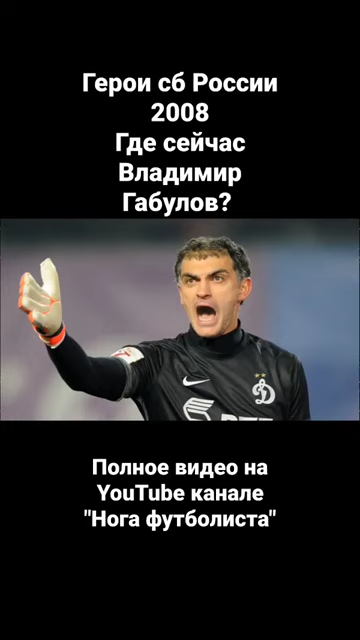 Герои сб России
2008
Где сейчас
Владимир
Габулов?
Полное видео на
YouTube канале
"Нога футболиста"